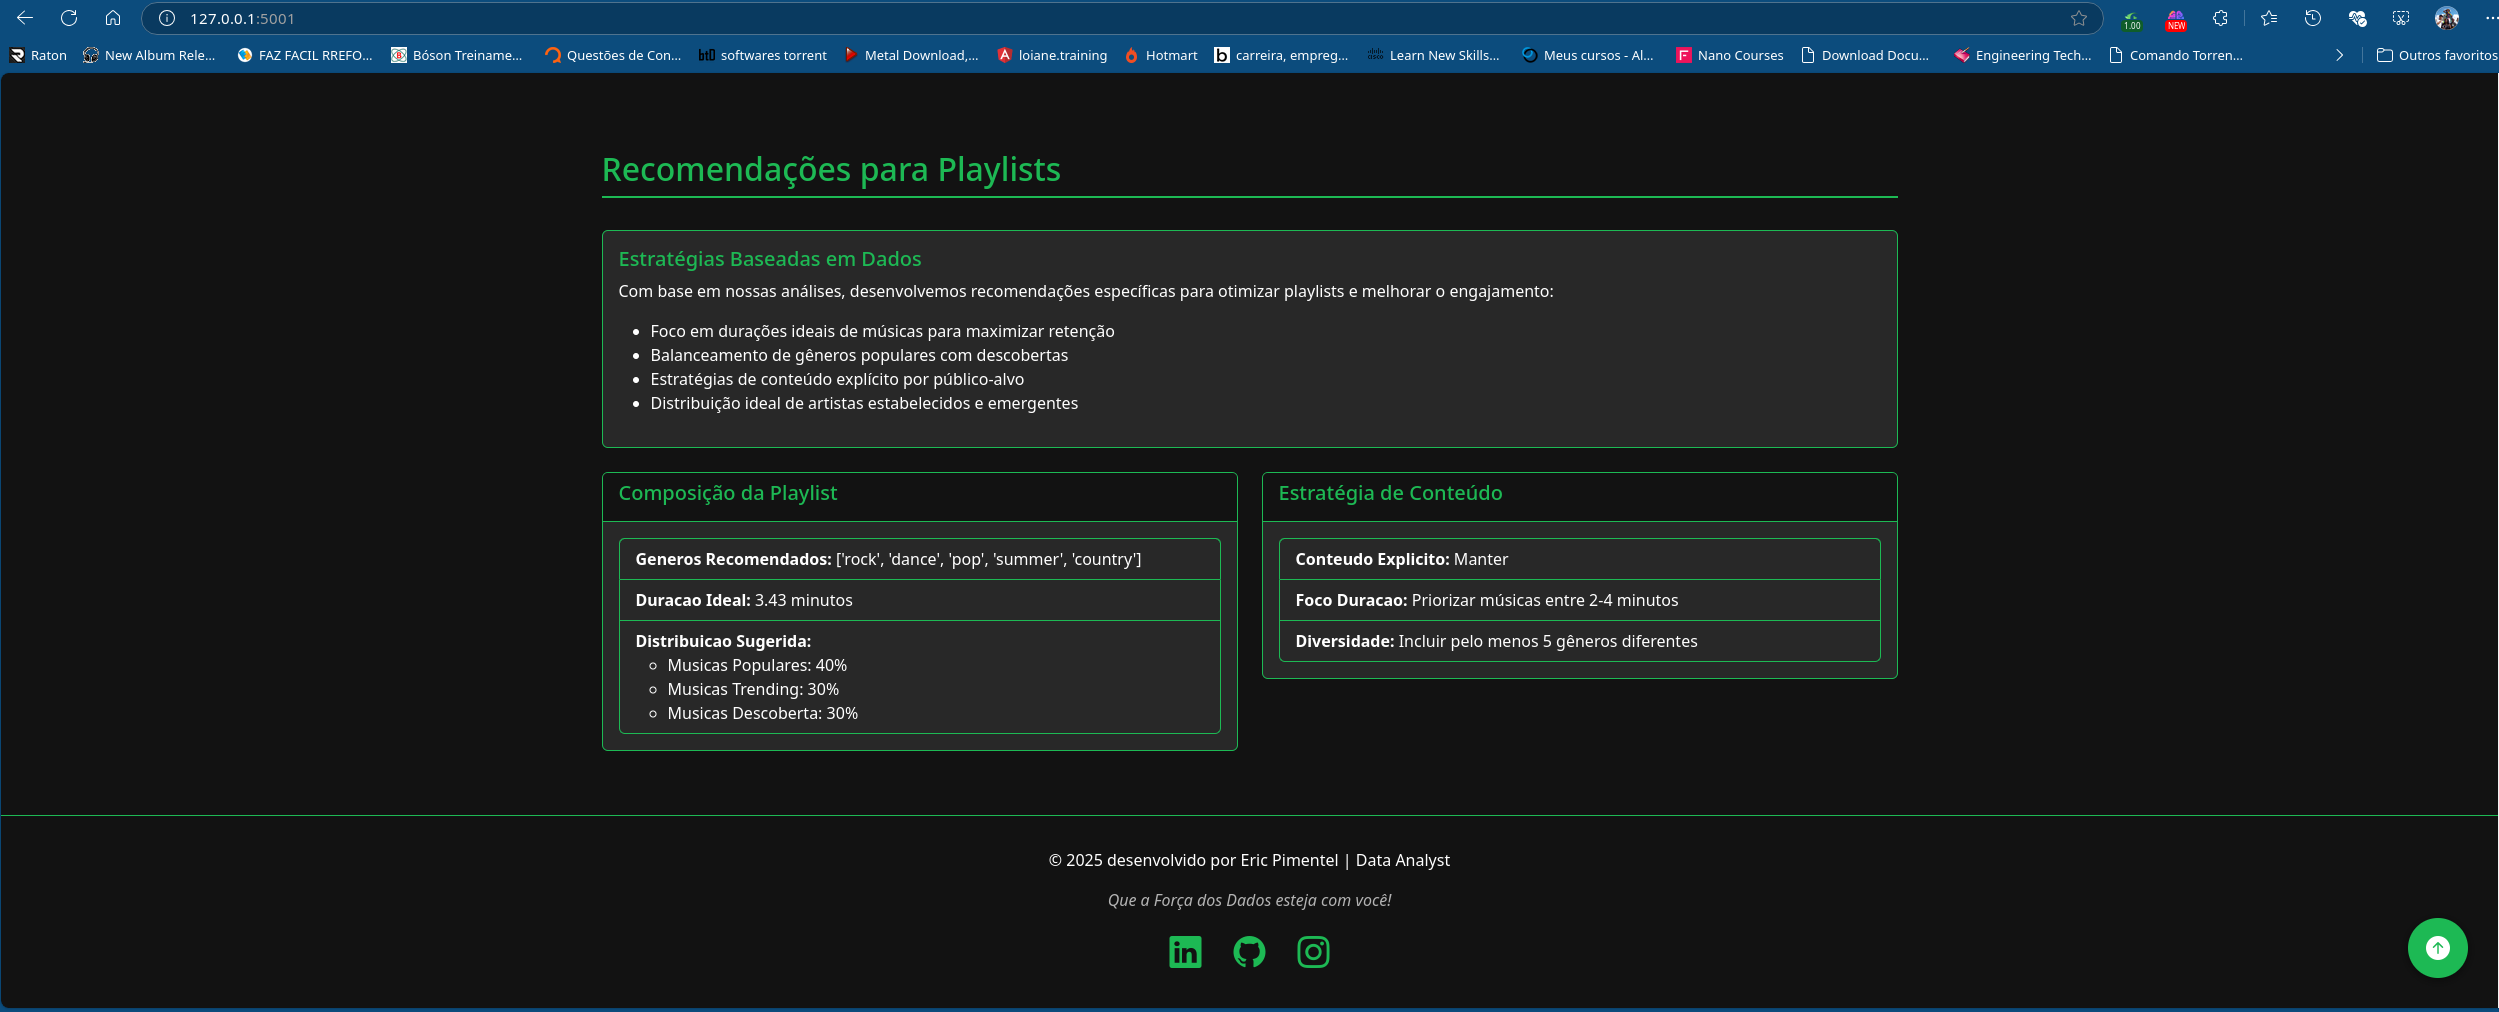 127.0.0.1:5001
1.00
NEW
Raton
New Album Rele...
FAZ FACIL RREFO...
Bóson Treiname...
Questões de Con...
softwares torrent
Metal Download,...
loiane.training
Hotmart
carreira, empreg...
Learn New Skills...
Meus cursos - Al...
Nano Courses
Download Docu...
Engineering Tech...
Comando Torren...
Outros favoritos
Recomendações para Playlists
Estratégias Baseadas em Dados
Com base em nossas análises, desenvolvemos recomendações específicas para otimizar playlists e melhorar o engajamento:
Foco em durações ideais de músicas para maximizar retenção
Balanceamento de gêneros populares com descobertas
Estratégias de conteúdo explícito por público-alvo
Distribuição ideal de artistas estabelecidos e emergentes
Composição da Playlist
Generos Recomendados: ['rock', 'dance', 'pop', 'summer', 'country']
Duracao Ideal: 3.43 minutos
Distribuicao Sugerida:
Musicas Populares: 40%
Musicas Trending: 30%
Musicas Descoberta: 30%
Estratégia de Conteúdo
Conteudo Explicito: Manter
Foco Duracao: Priorizar músicas entre 2-4 minutos
Diversidade: Incluir pelo menos 5 gêneros diferentes
© 2025 desenvolvido por Eric Pimentel | Data Analyst
Que a Força dos Dados esteja com você!